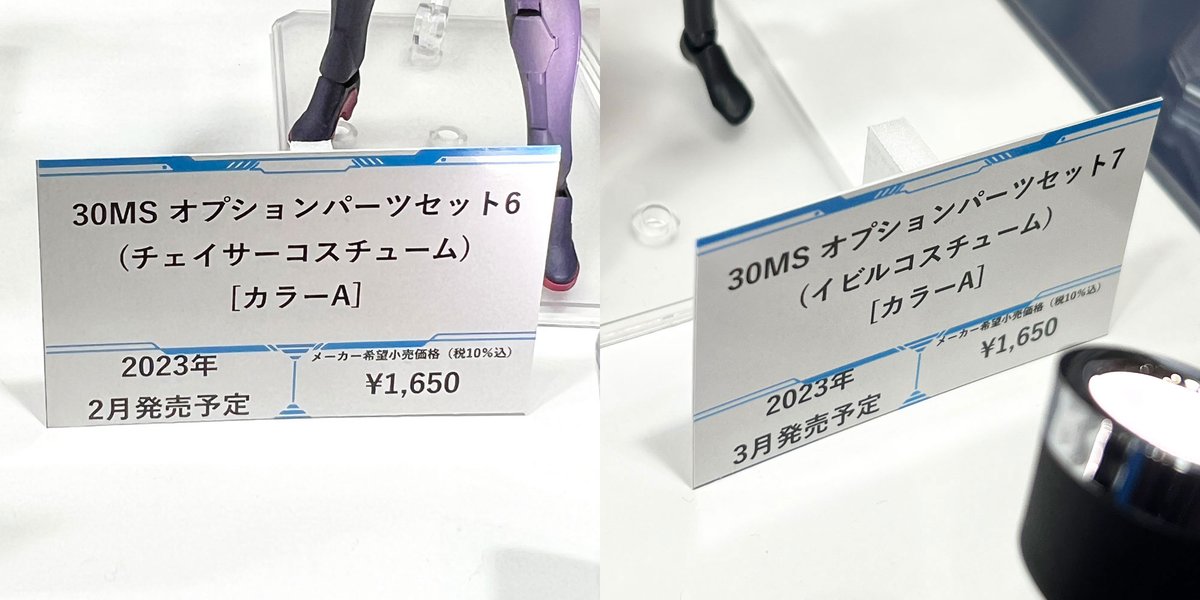 30MS オプションパーツセット6
（チェイサーコスチューム）
[カラーA]
2023年
2月発売予定
メーカー希望小売価格（税10%込）
¥1,650
30MS オプションパーツセット7
（イビルコスチューム）
[カラーA]
2023年
3月発売予定
メーカー希望小売価格（税10%込）
¥1,650